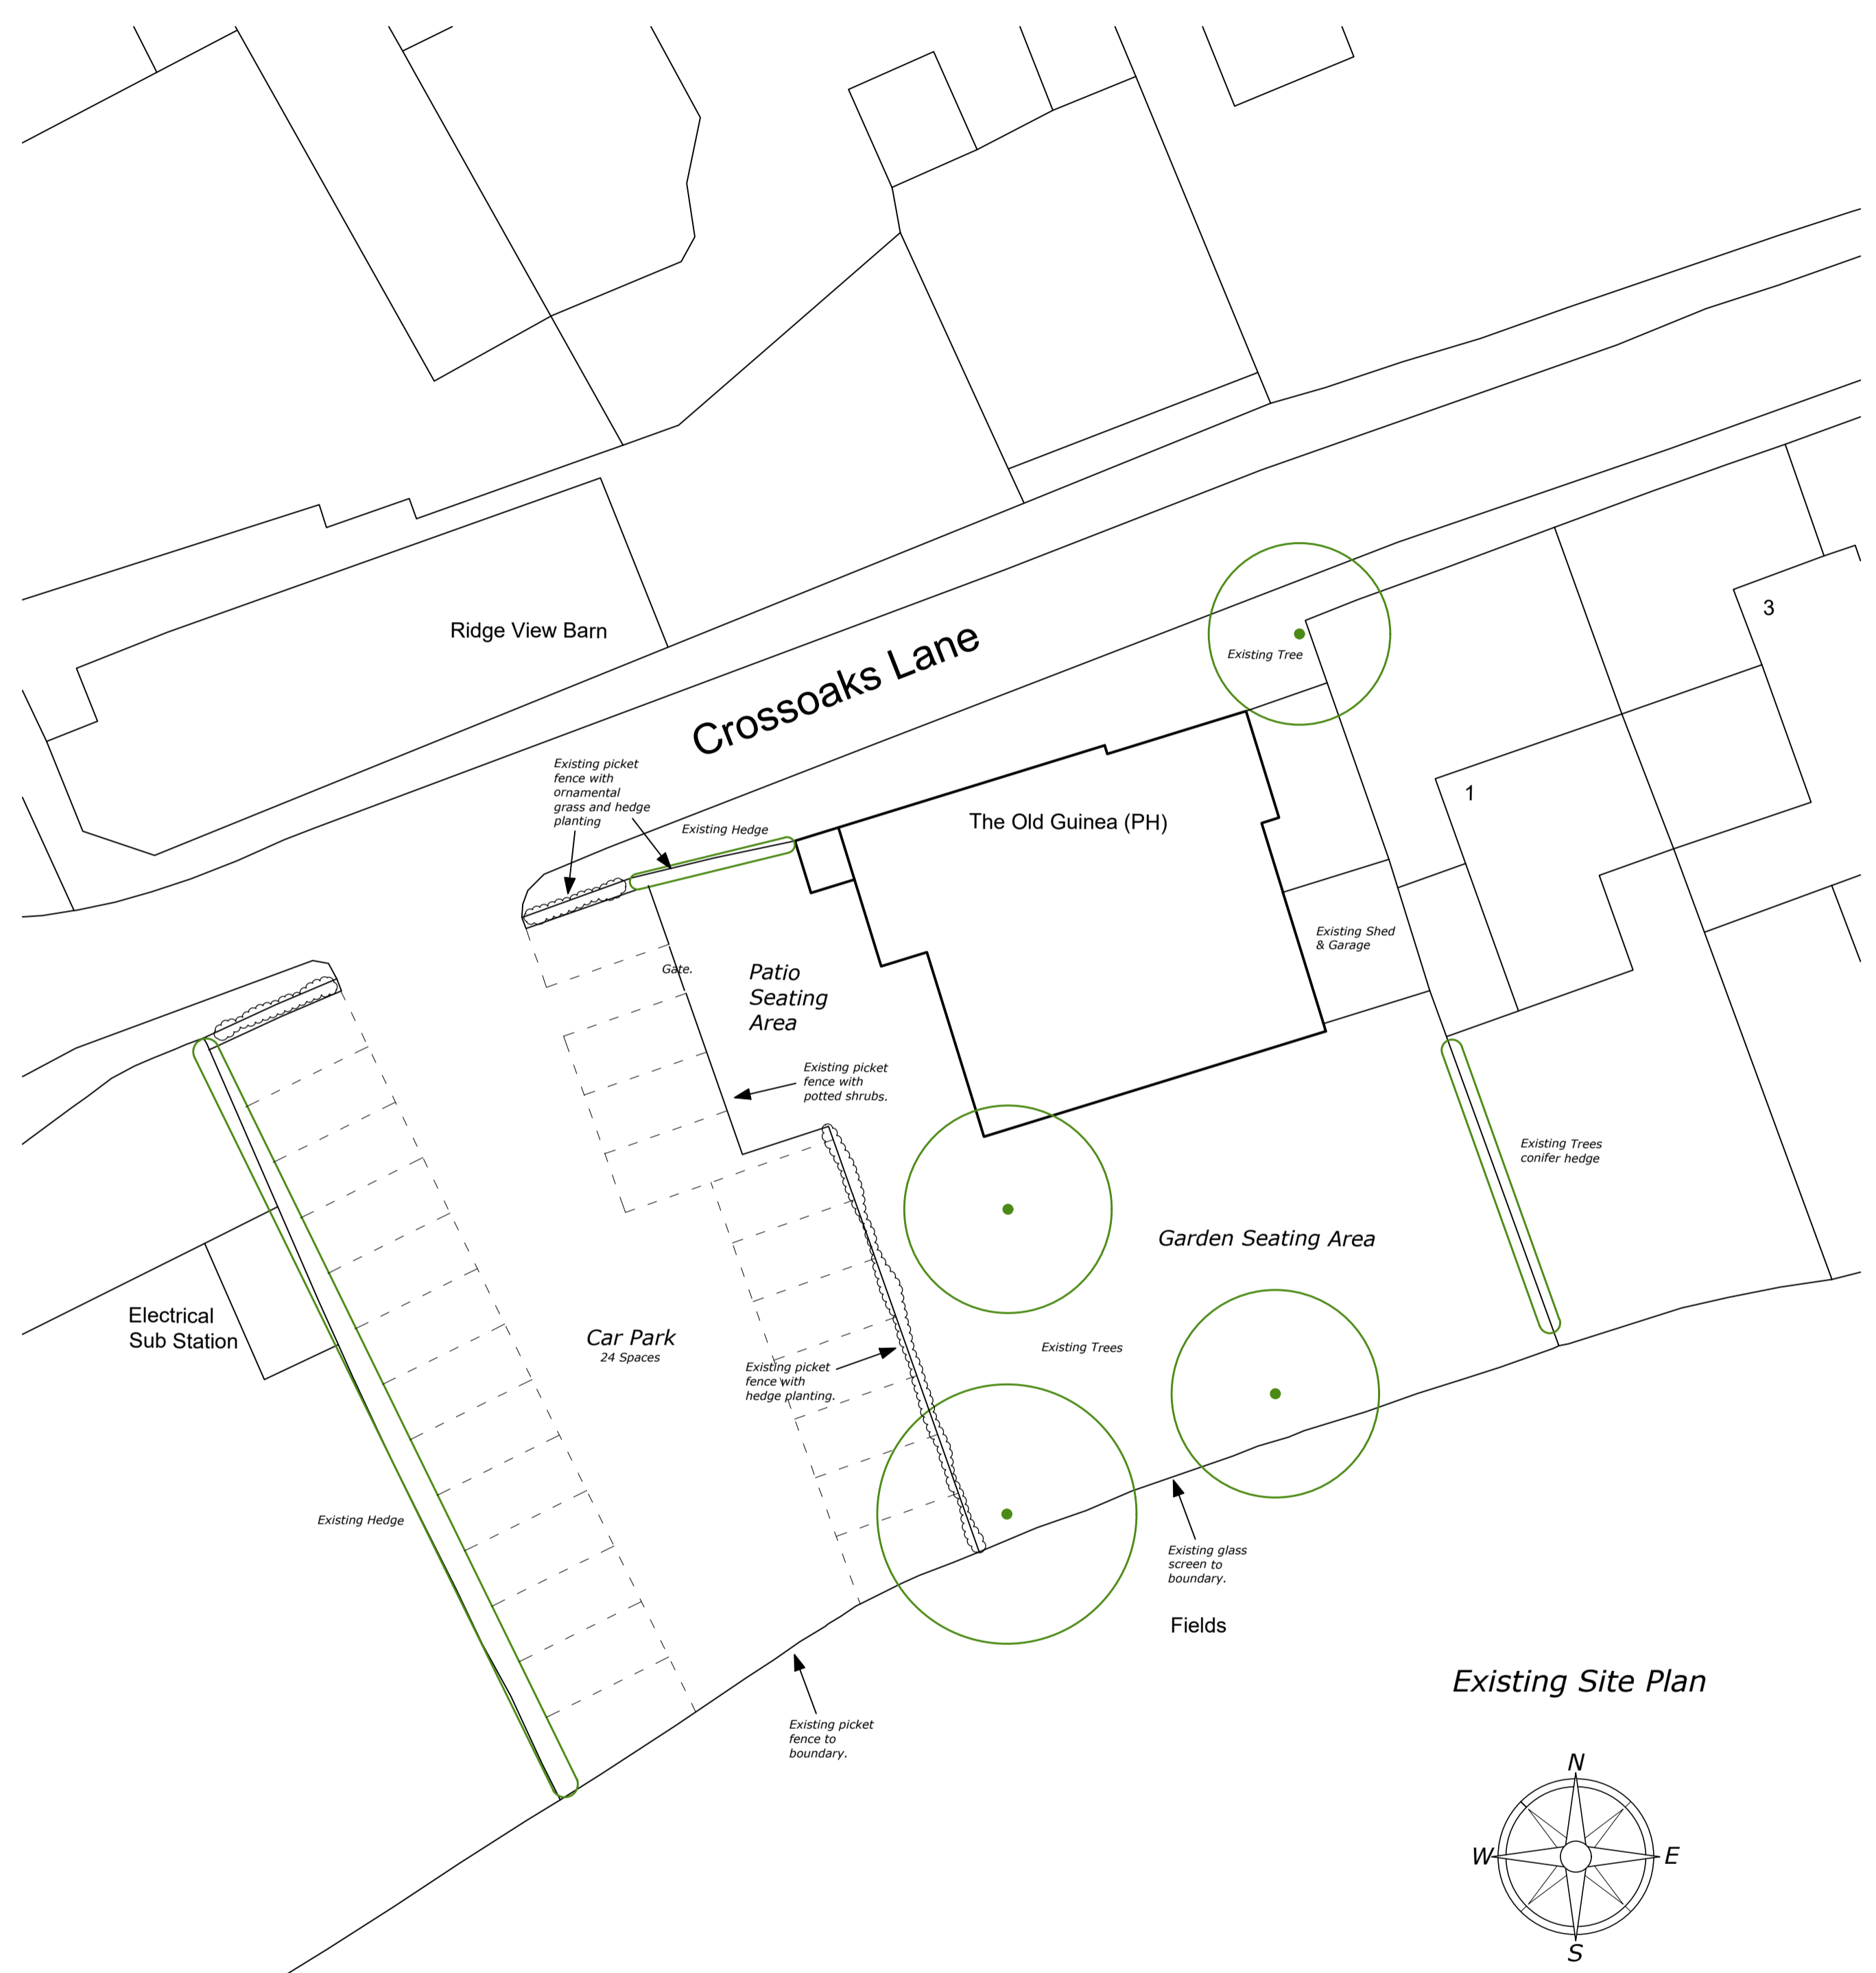 Ridge View Barn
Crossoaks Lane
Existing Tree
3
1
Existing picket
fence with
ornamental
grass and hedge
planting
Existing Hedge
The Old Guinea (PH)
Existing Shed
& Garage
Gate.
Patio
Seating
Area
Existing picket
fence with
potted shrubs.
Existing Trees
conifer hedge
Garden Seating Area
Electrical
Sub Station
Car Park
24 Spaces
Existing Trees
Existing picket
fence with
hedge planting.
Existing Hedge
Existing glass
screen to
boundary.
Fields
Existing picket
fence to
boundary.
Existing Site Plan
N
W
E
S